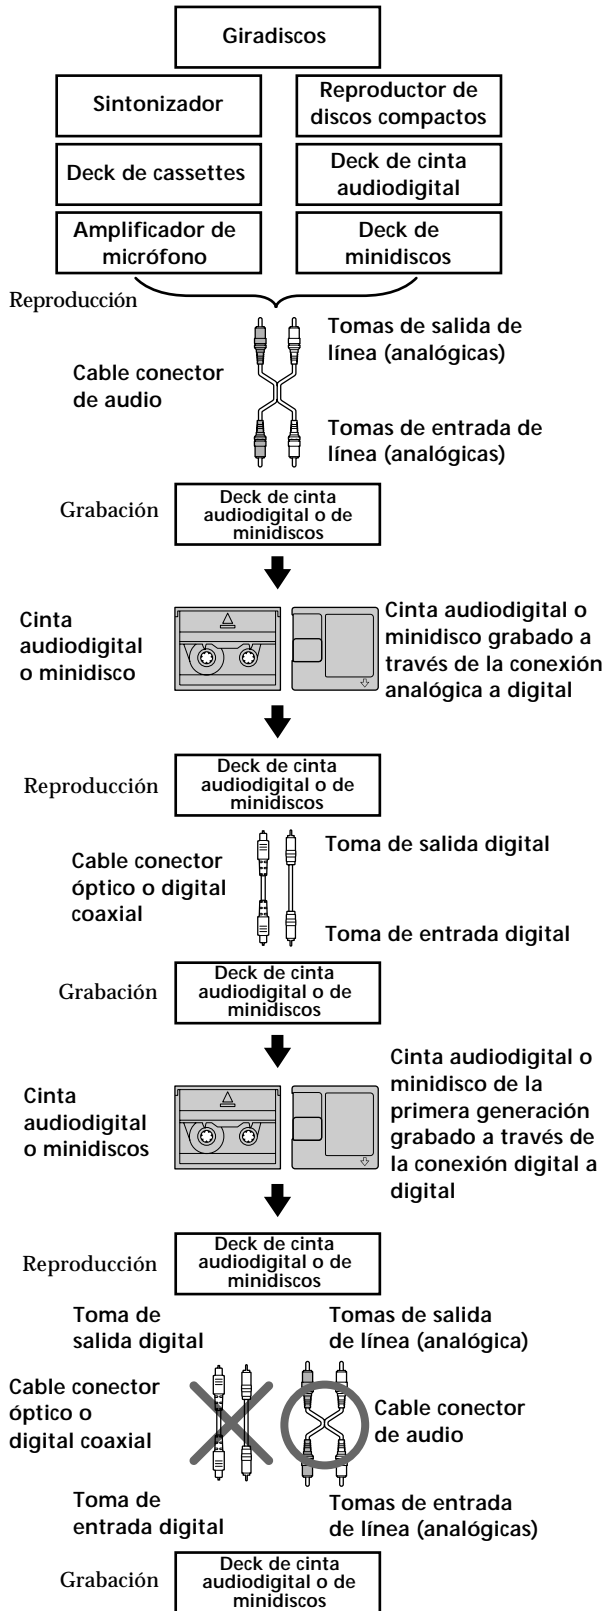 Giradiscos
Sintonizador
Reproductor de
discos compactos
Deck de cassettes
Deck de cinta
audiodigital
Amplificador de
micrófono
Deck de
minidiscos
Reproducción
Tomas de salida de
línea (analógicas)
Cable conector
de audio
Tomas de entrada de
línea (analógicas)
Grabación
Deck de cinta
audiodigital o de
minidiscos
Cinta
audiodigital
o minidisco
Cinta audiodigital o
minidisco grabado a
través de la conexión
analógica a digital
Reproducción
Deck de cinta
audiodigital o de
minidiscos
Cable conector
óptico o digital
coaxial
Toma de salida digital
Toma de entrada digital
Grabación
Deck de cinta
audiodigital o de
minidiscos
Cinta
audiodigital
o minidiscos
Cinta audiodigital o
minidisco de la
primera generación
grabado a través de
la conexión digital a
digital
Reproducción
Deck de cinta
audiodigital o de
minidiscos
Toma de
salida digital
Tomas de salida
de línea (analógica)
Cable conector
óptico o
digital coaxial
Cable conector
de audio
Toma de
entrada digital
Tomas de entrada
de línea (analógicas)
Grabación
Deck de cinta
audiodigital o de
minidiscos